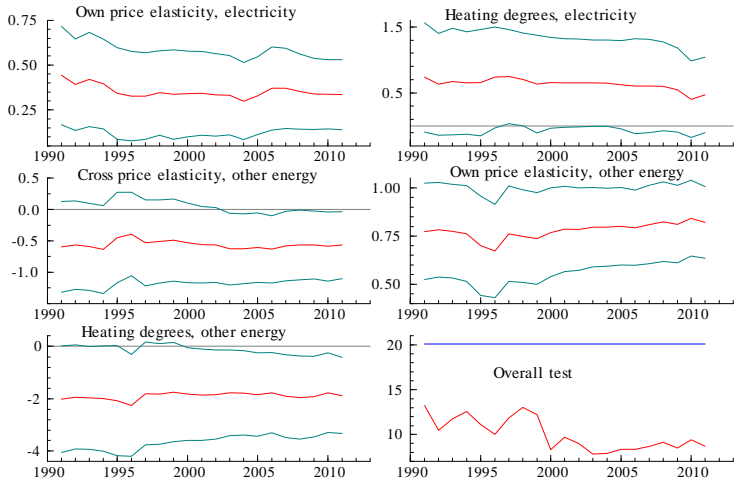 Own price elasticity, electricity
0.75
0.50
0.25
1990 1995 2000 2005 2010
Heating degrees, electricity
1.5
0.5
1990 1995 2000 2005 2010
Cross price elasticity, other energy
0.5
0.0
-0.5
-1.0
1990 1995 2000 2005 2010
Own price elasticity, other energy
1.00
0.75
0.50
1990 1995 2000 2005 2010
Heating degrees, other energy
0
-2
-4
1990 1995 2000 2005 2010
20
Overall test
15
10
1990 1995 2000 2005 2010